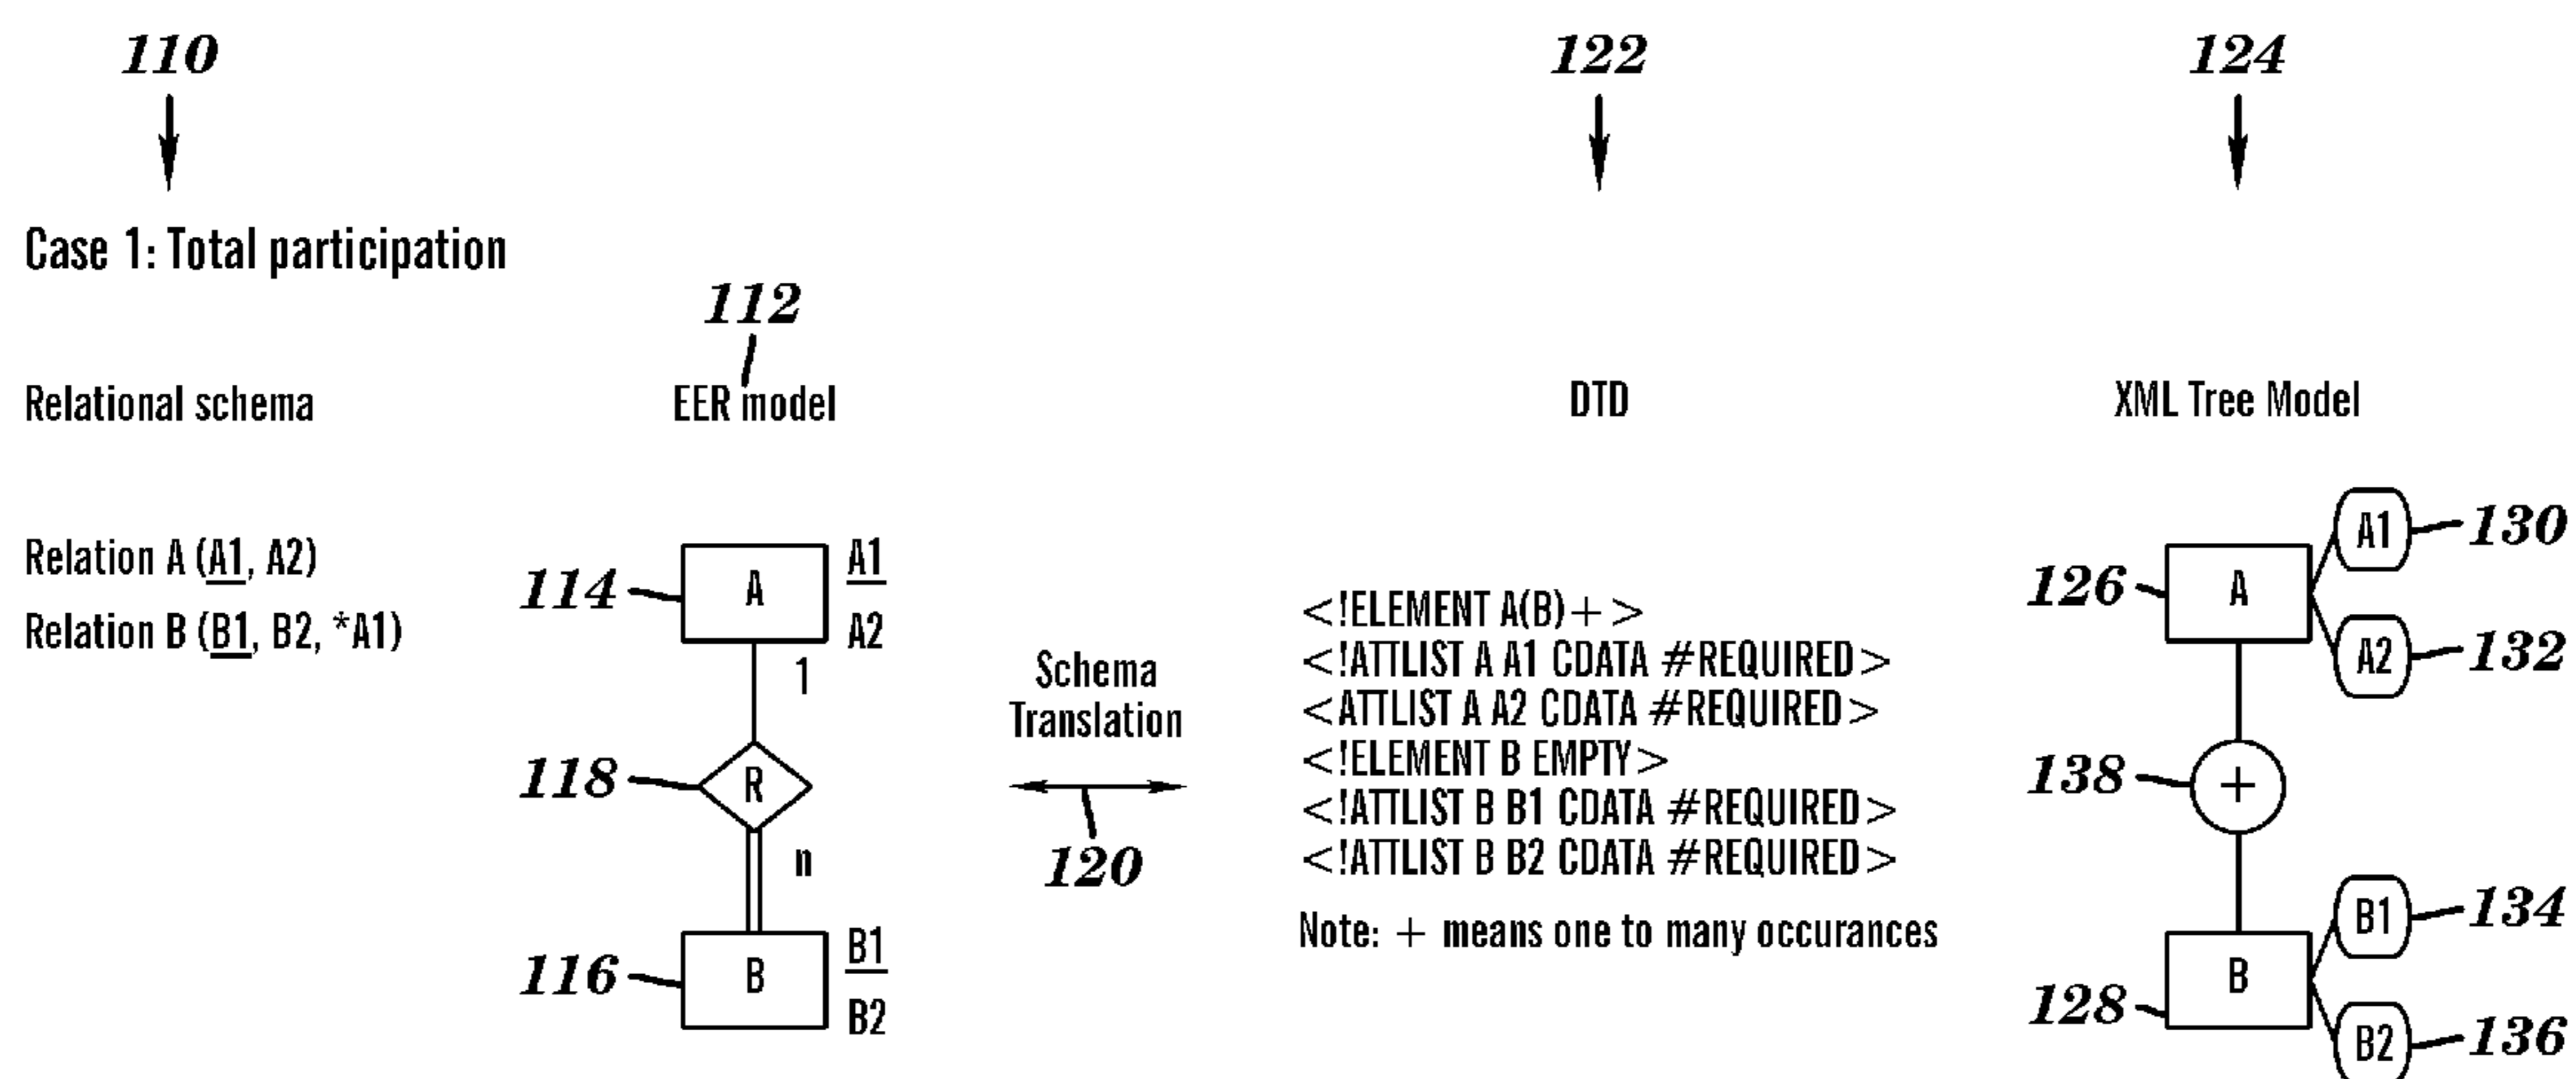 110
122
124
Case 1: Total participation
112
Relational schema
EER model
DTD
XML Tree Model
Relation A (A1, A2)
Relation B (B1, B2, *A1)
114
A
A1
A2
1
118
R
n
116
B
B1
B2
Schema
Translation
120
<!ELEMENT A(B)+>
<!ATTLIST A A1 CDATA #REQUIRED>
<ATTLIST A A2 CDATA #REQUIRED>
<!ELEMENT B EMPTY>
<!ATTLIST B B1 CDATA #REQUIRED>
<!ATTLIST B B2 CDATA #REQUIRED>
Note: + means one to many occurances
126
A
A1
130
A2
132
138
+
128
B
B1
134
B2
136